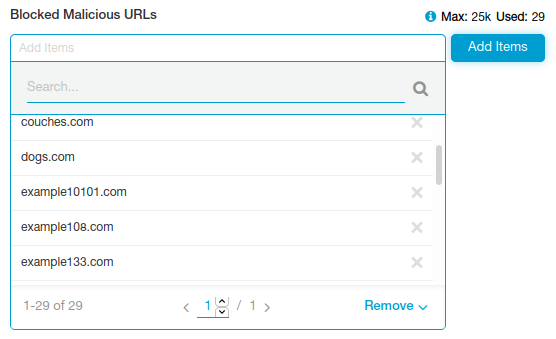 Blocked Malicious URLs
Max: 25k Used: 29
Add Items
Add Items
Search...
couches.com
dogs.com
example10101.com
example108.com
example133.com
1-29 of 29
1 / 1
Remove